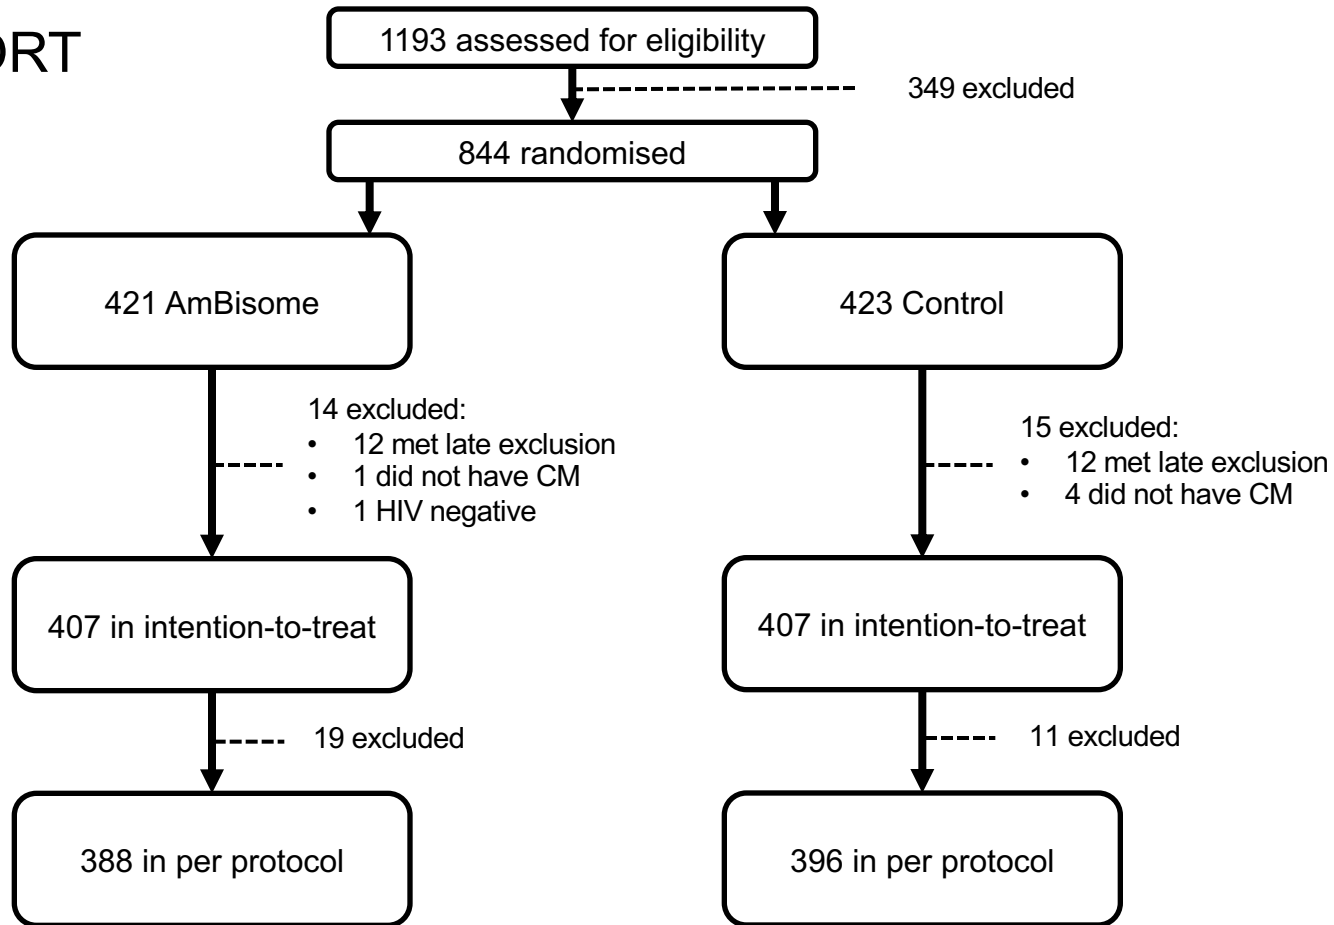 ORT
1193 assessed for eligibility
349 excluded
844 randomised
421 AmBisome
423 Control
14 excluded:
• 12 met late exclusion
• 1 did not have CM
• 1 HIV negative
15 excluded:
• 12 met late exclusion
• 4 did not have CM
407 in intention-to-treat
407 in intention-to-treat
19 excluded
11 excluded
388 in per protocol
396 in per protocol